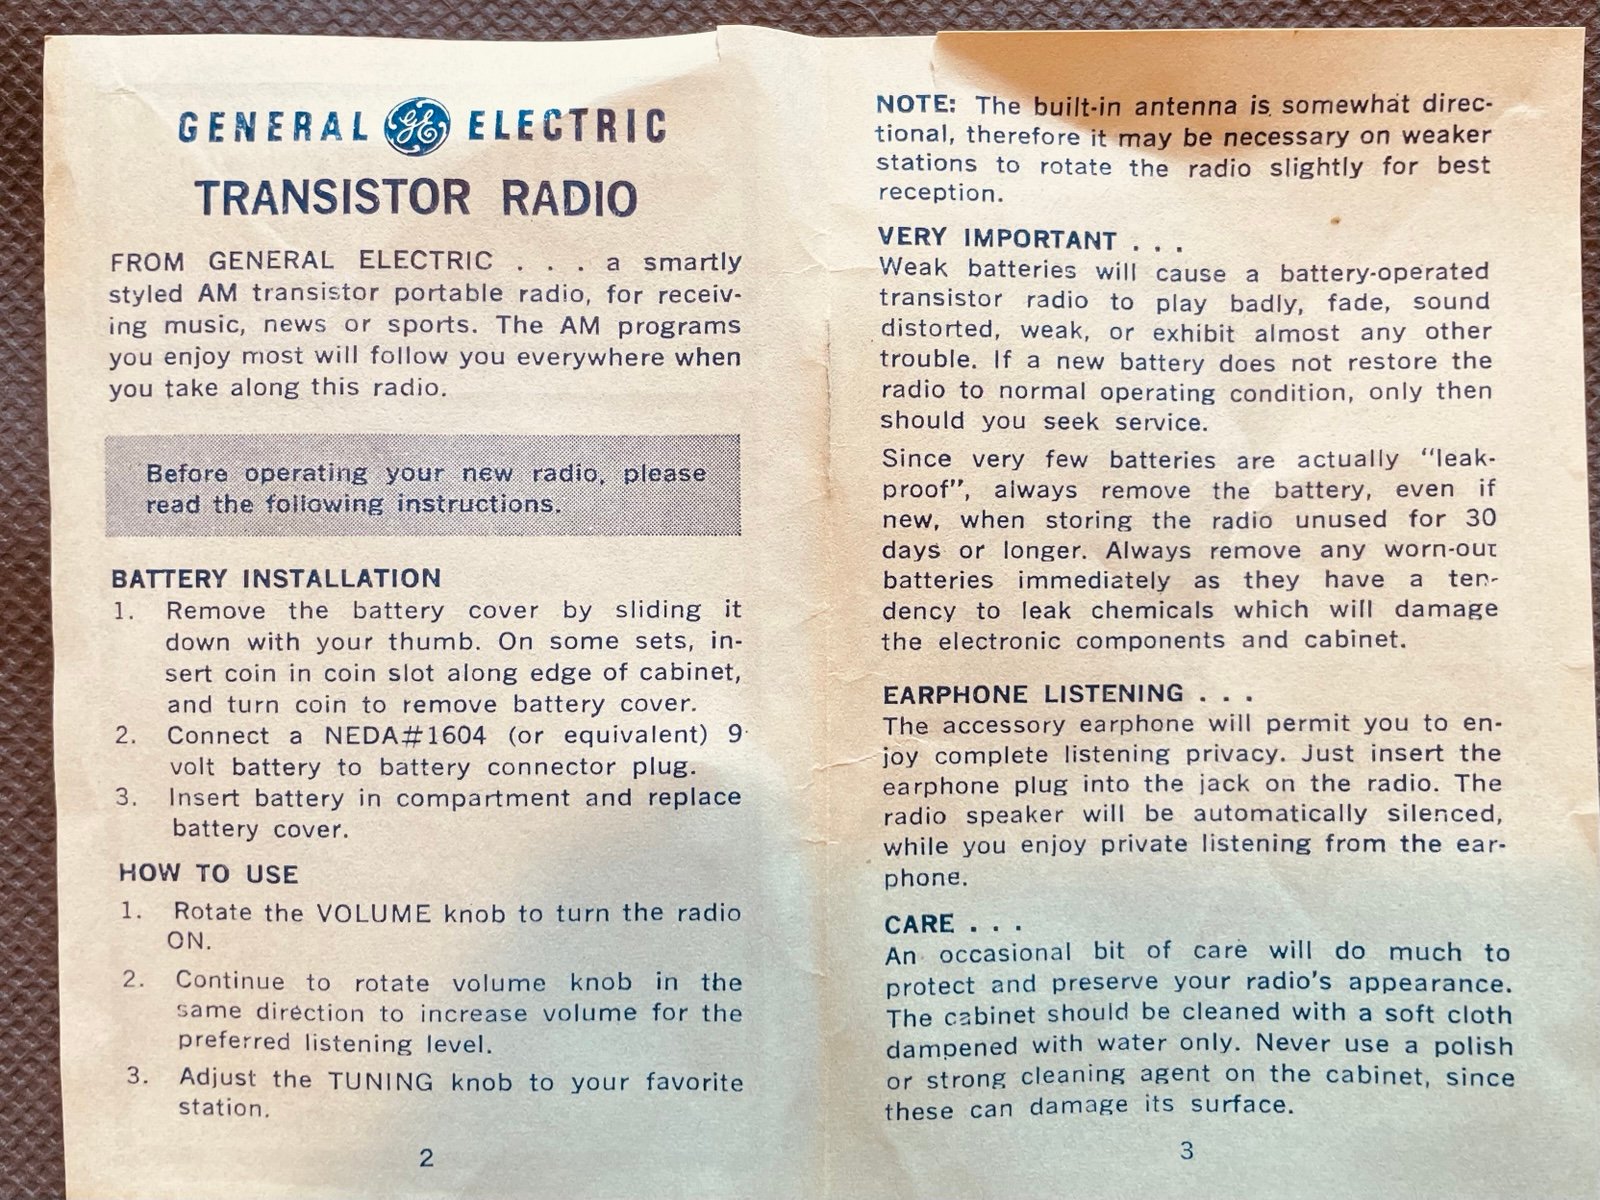 GENERAL GE ELECTRIC
TRANSISTOR RADIO
FROM GENERAL ELECTRIC . . . a smartly
styled AM transistor portable radio, for receiv-
ing music, news or sports. The AM programs
you enjoy most will follow you everywhere when
you take along this radio.
Before operating your new radio, please
read the following instructions.
BATTERY INSTALLATION
1. Remove the battery cover by sliding it
down with your thumb. On some sets, in-
sert coin in coin slot along edge of cabinet,
and turn coin to remove battery cover.
2. Connect a NEDA#1604 (or equivalent) 9
volt battery to battery connector plug.
3. Insert battery in compartment and replace
battery cover.
HOW TO USE
1. Rotate the VOLUME knob to turn the radio
ON.
2. Continue to rotate volume knob in the
same direction to increase volume for the
preferred listening level.
3. Adjust the TUNING knob to your favorite
station.
2
NOTE: The built-in antenna is somewhat direc-
tional, therefore it may be necessary on weaker
stations to rotate the radio slightly for best
reception.
VERY IMPORTANT . . .
Weak batteries will cause a battery-operated
transistor radio to play badly, fade, sound
distorted, weak, or exhibit almost any other
trouble. If a new battery does not restore the
radio to normal operating condition, only then
should you seek service.
Since very few batteries are actually "leak-
proof", always remove the battery, even if
new, when storing the radio unused for 30
days or longer. Always remove any worn-out
batteries immediately as they have a ten-
dency to leak chemicals which will damage
the electronic components and cabinet.
EARPHONE LISTENING . . .
The accessory earphone will permit you to en-
joy complete listening privacy. Just insert the
earphone plug into the jack on the radio. The
radio speaker will be automatically silenced,
while you enjoy private listening from the ear-
phone.
CARE . . .
An occasional bit of care will do much to
protect and preserve your radio's appearance.
The cabinet should be cleaned with a soft cloth
dampened with water only. Never use a polish
or strong cleaning agent on the cabinet, since
these can damage its surface.
3